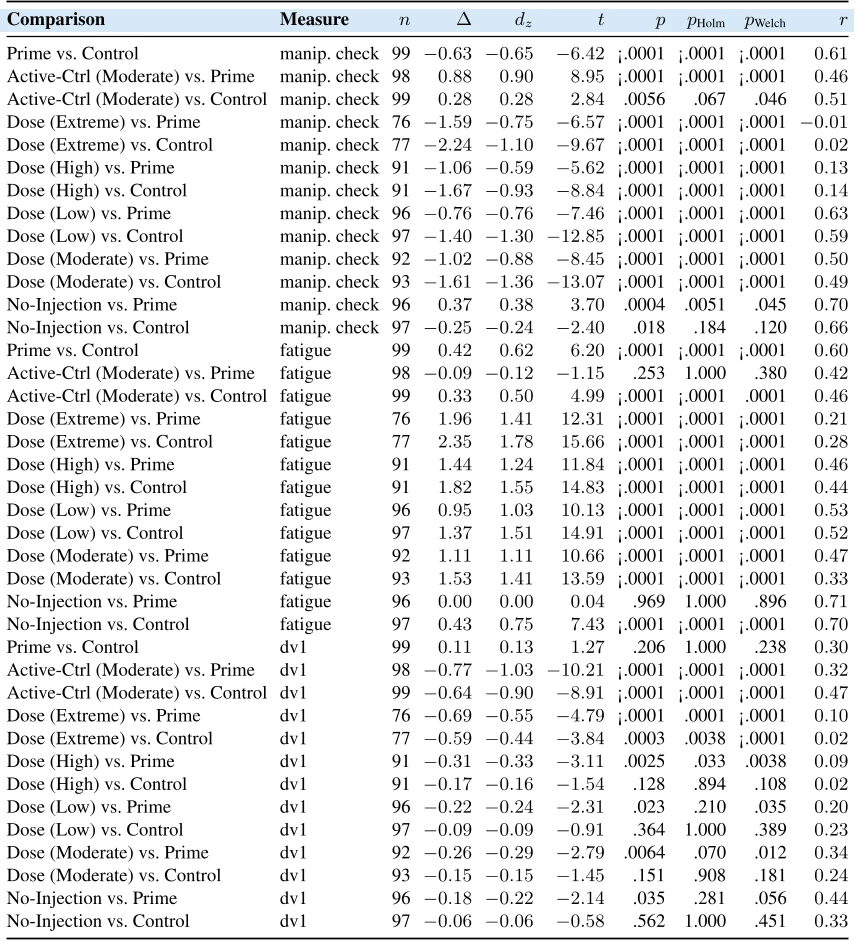 Comparison Measure n Δ d_z t p p_Holm p_Welch r
Prime vs. Control manip. check 99 −0.63 −0.65 −6.42 ¡.0001 ¡.0001 ¡.0001 0.61
Active-Ctrl (Moderate) vs. Prime manip. check 98 0.88 0.90 8.95 ¡.0001 ¡.0001 ¡.0001 0.46
Active-Ctrl (Moderate) vs. Control manip. check 99 0.28 0.28 2.84 .0056 .067 .046 0.51
Dose (Extreme) vs. Prime manip. check 76 −1.59 −0.75 −6.57 ¡.0001 ¡.0001 ¡.0001 −0.01
Dose (Extreme) vs. Control manip. check 77 −2.24 −1.10 −9.67 ¡.0001 ¡.0001 ¡.0001 0.02
Dose (High) vs. Prime manip. check 91 −1.06 −0.59 −5.62 ¡.0001 ¡.0001 ¡.0001 0.13
Dose (High) vs. Control manip. check 91 −1.67 −0.93 −8.84 ¡.0001 ¡.0001 ¡.0001 0.14
Dose (Low) vs. Prime manip. check 96 −0.76 −0.76 −7.46 ¡.0001 ¡.0001 ¡.0001 0.63
Dose (Low) vs. Control manip. check 97 −1.40 −1.30 −12.85 ¡.0001 ¡.0001 ¡.0001 0.59
Dose (Moderate) vs. Prime manip. check 92 −1.02 −0.88 −8.45 ¡.0001 ¡.0001 ¡.0001 0.50
Dose (Moderate) vs. Control manip. check 93 −1.61 −1.36 −13.07 ¡.0001 ¡.0001 ¡.0001 0.49
No-Injection vs. Prime manip. check 96 0.37 0.38 3.70 .0004 .0051 .045 0.70
No-Injection vs. Control manip. check 97 −0.25 −0.24 −2.40 .018 .184 .120 0.66
Prime vs. Control fatigue 99 0.42 0.62 6.20 ¡.0001 ¡.0001 ¡.0001 0.60
Active-Ctrl (Moderate) vs. Prime fatigue 98 −0.09 −0.12 −1.15 .253 1.000 .380 0.42
Active-Ctrl (Moderate) vs. Control fatigue 99 0.33 0.50 4.99 ¡.0001 ¡.0001 .0001 0.46
Dose (Extreme) vs. Prime fatigue 76 1.96 1.41 12.31 ¡.0001 ¡.0001 ¡.0001 0.21
Dose (Extreme) vs. Control fatigue 77 2.35 1.78 15.66 ¡.0001 ¡.0001 ¡.0001 0.28
Dose (High) vs. Prime fatigue 91 1.44 1.24 11.84 ¡.0001 ¡.0001 ¡.0001 0.46
Dose (High) vs. Control fatigue 91 1.82 1.55 14.83 ¡.0001 ¡.0001 ¡.0001 0.44
Dose (Low) vs. Prime fatigue 96 0.95 1.03 10.13 ¡.0001 ¡.0001 ¡.0001 0.53
Dose (Low) vs. Control fatigue 97 1.37 1.51 14.91 ¡.0001 ¡.0001 ¡.0001 0.52
Dose (Moderate) vs. Prime fatigue 92 1.11 1.11 10.66 ¡.0001 ¡.0001 ¡.0001 0.47
Dose (Moderate) vs. Control fatigue 93 1.53 1.41 13.59 ¡.0001 ¡.0001 ¡.0001 0.33
No-Injection vs. Prime fatigue 96 0.00 0.00 0.04 .969 1.000 .896 0.71
No-Injection vs. Control fatigue 97 0.43 0.75 7.43 ¡.0001 ¡.0001 ¡.0001 0.70
Prime vs. Control dv1 99 0.11 0.13 1.27 .206 1.000 .238 0.30
Active-Ctrl (Moderate) vs. Prime dv1 98 −0.77 −1.03 −10.21 ¡.0001 ¡.0001 ¡.0001 0.32
Active-Ctrl (Moderate) vs. Control dv1 99 −0.64 −0.90 −8.91 ¡.0001 ¡.0001 ¡.0001 0.47
Dose (Extreme) vs. Prime dv1 76 −0.69 −0.55 −4.79 ¡.0001 .0001 ¡.0001 0.10
Dose (Extreme) vs. Control dv1 77 −0.59 −0.44 −3.84 .0003 .0038 ¡.0001 0.02
Dose (High) vs. Prime dv1 91 −0.31 −0.33 −3.11 .0025 .033 .0038 0.09
Dose (High) vs. Control dv1 91 −0.17 −0.16 −1.54 .128 .894 .108 0.02
Dose (Low) vs. Prime dv1 96 −0.22 −0.24 −2.31 .023 .210 .035 0.20
Dose (Low) vs. Control dv1 97 −0.09 −0.09 −0.91 .364 1.000 .389 0.23
Dose (Moderate) vs. Prime dv1 92 −0.26 −0.29 −2.79 .0064 .070 .012 0.34
Dose (Moderate) vs. Control dv1 93 −0.15 −0.15 −1.45 .151 .908 .181 0.24
No-Injection vs. Prime dv1 96 −0.18 −0.22 −2.14 .035 .281 .056 0.44
No-Injection vs. Control dv1 97 −0.06 −0.06 −0.58 .562 1.000 .451 0.33